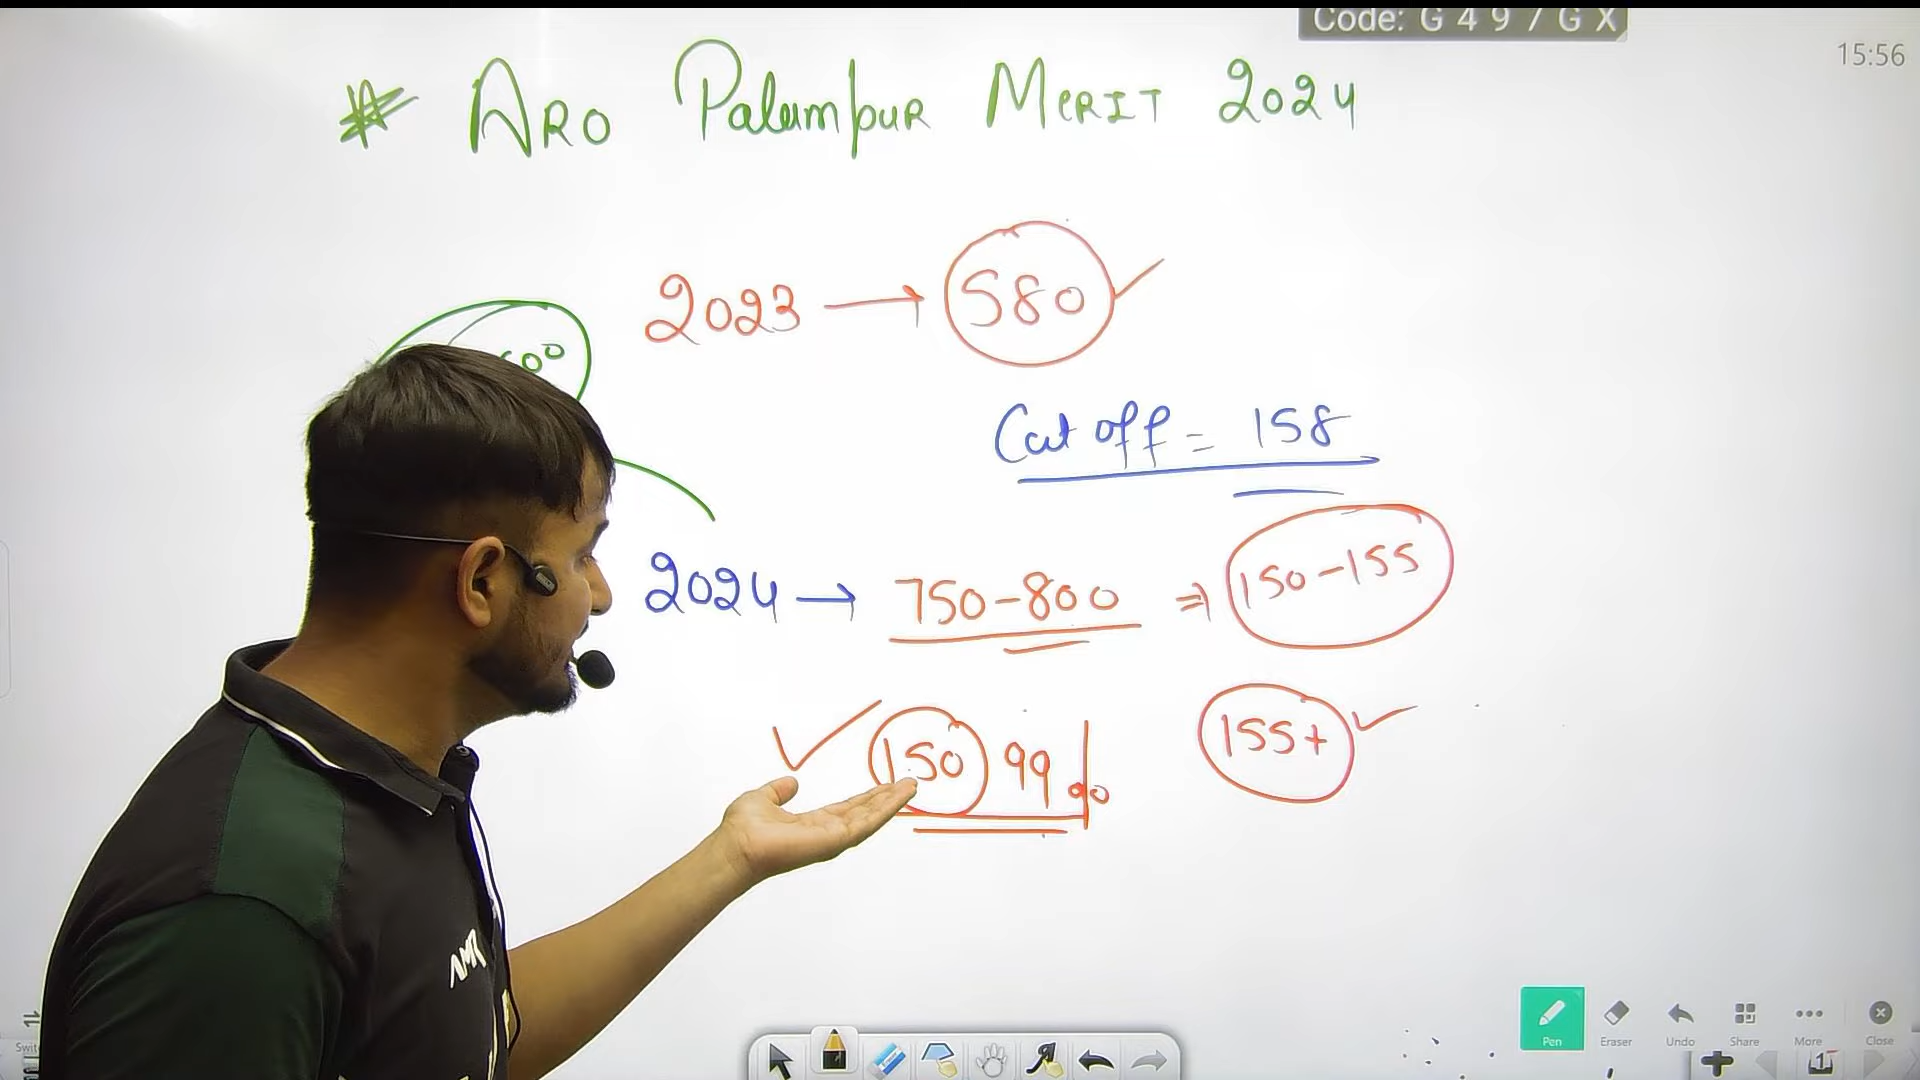 Code: G 4 9 7 G X
15:56
ARO Palampur MERIT 2024
2023 → 580 ✓
Cut off = 158
2024 → 750-800 ⇒ 150-155
✓ 150 99% 155+ ✓
AMR
Pen Eraser Undo Share More Close